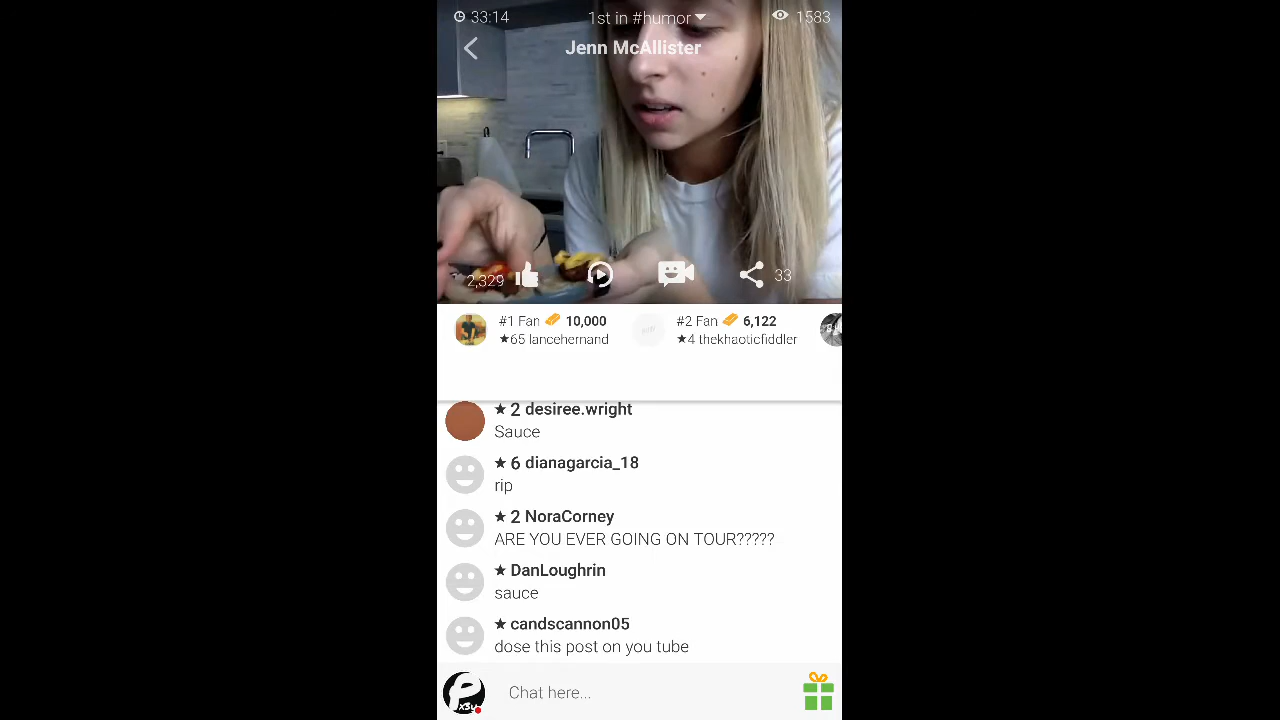 33:14
1st in #humor
1583
Jenn McAllister
2,329
33
#1 Fan 10,000
★65 lancehernand
#2 Fan 6,122
★4 thekhaoticfiddler
★ 2 desiree.wright
Sauce
★ 6 dianagarcia_18
rip
★ 2 NoraCorney
ARE YOU EVER GOING ON TOUR?????
★ DanLoughrin
sauce
★ candscannon05
dose this post on you tube
Chat here...